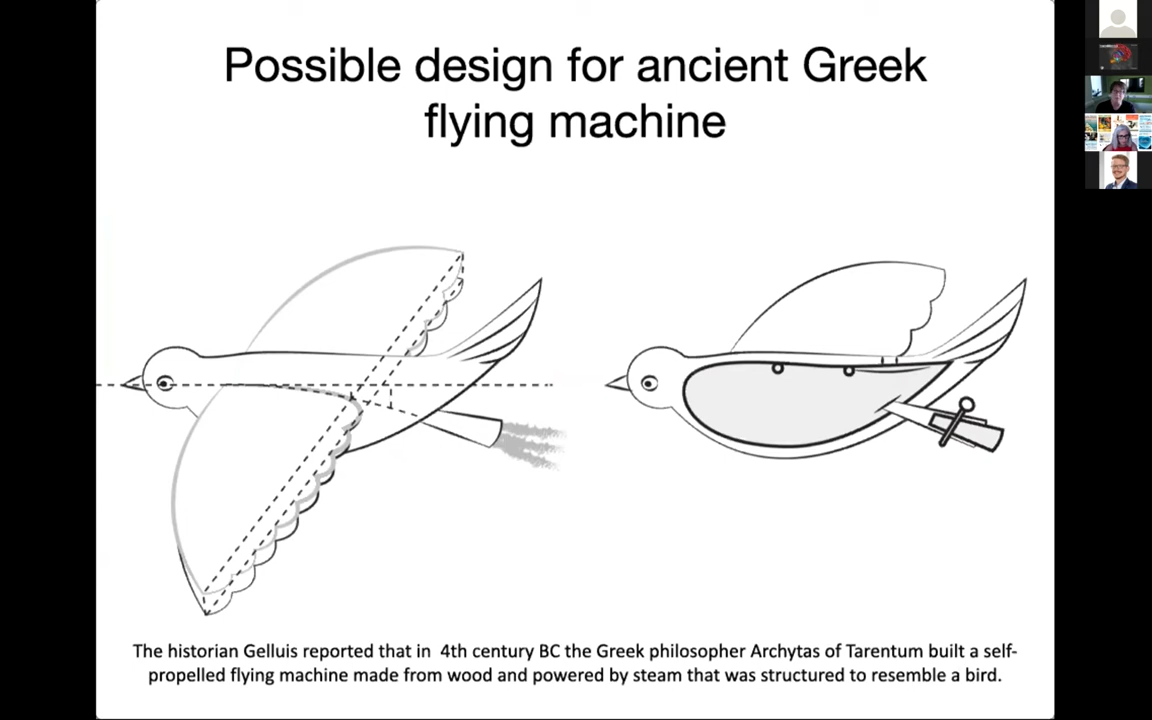 Possible design for ancient Greek
flying machine
The historian Gelluis reported that in 4th century BC the Greek philosopher Archytas of Tarentum built a self-
propelled flying machine made from wood and powered by steam that was structured to resemble a bird.